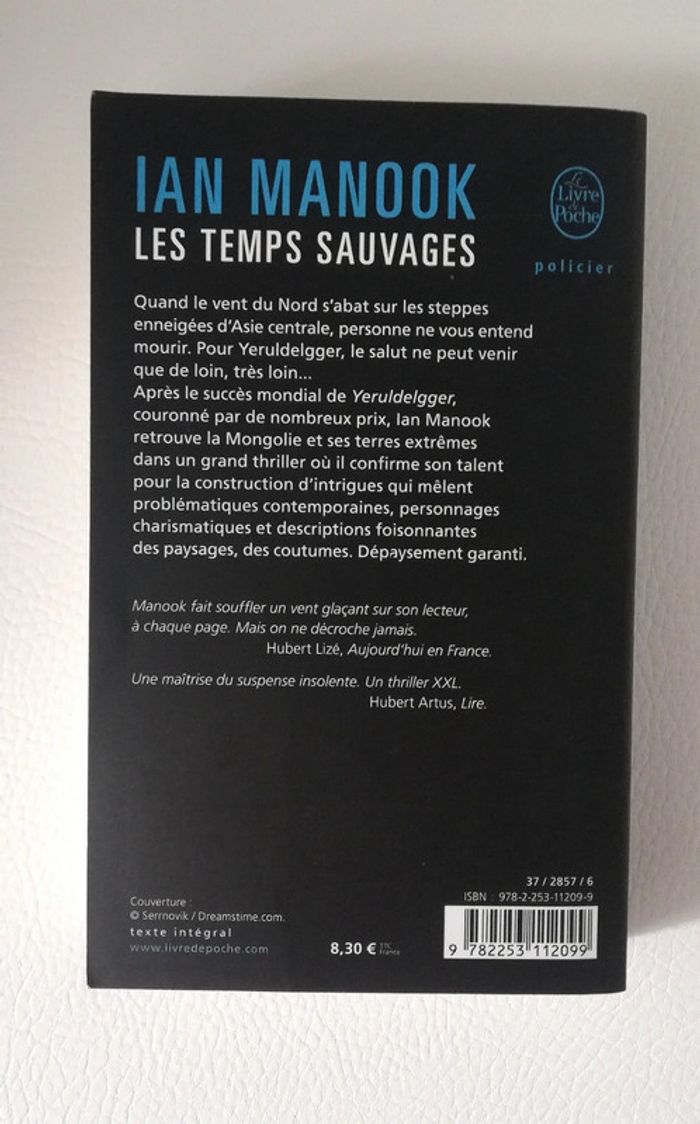 IAN MANOOK
LES TEMPS SAUVAGES
Le
Livre
de
Poche
policier
Quand le vent du Nord s'abat sur les steppes
enneigées d'Asie centrale, personne ne vous entend
mourir. Pour Yeruldelgger, le salut ne peut venir
que de loin, très loin...
Après le succès mondial de Yeruldelgger,
couronné par de nombreux prix, Ian Manook
retrouve la Mongolie et ses terres extrêmes
dans un grand thriller où il confirme son talent
pour la construction d'intrigues qui mêlent
problématiques contemporaines, personnages
charismatiques et descriptions foisonnantes
des paysages, des coutumes. Dépaysement garanti.
Manook fait souffler un vent glaçant sur son lecteur,
à chaque page. Mais on ne décroche jamais.
Hubert Lizé, Aujourd'hui en France.
Une maîtrise du suspense insolente. Un thriller XXL.
Hubert Artus, Lire.
Couverture :
© Serrnovik / Dreamstime.com.
texte intégral
www.livredepoche.com
8,30 € TTC
France
37 / 2857 / 6
ISBN : 978-2-253-11209-9
9 782253 112099